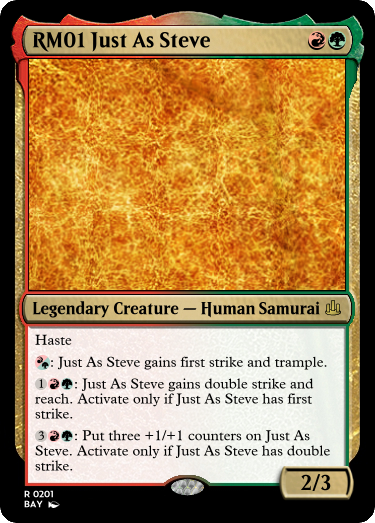 RM01 Just As Steve
Legendary Creature — Human Samurai
Haste
: Just As Steve gains first strike and trample.
1: Just As Steve gains double strike and
reach. Activate only if Just As Steve has first
strike.
3: Put three +1/+1 counters on Just
As Steve. Activate only if Just As Steve has double
strike.
2/3
R 0201
BAY